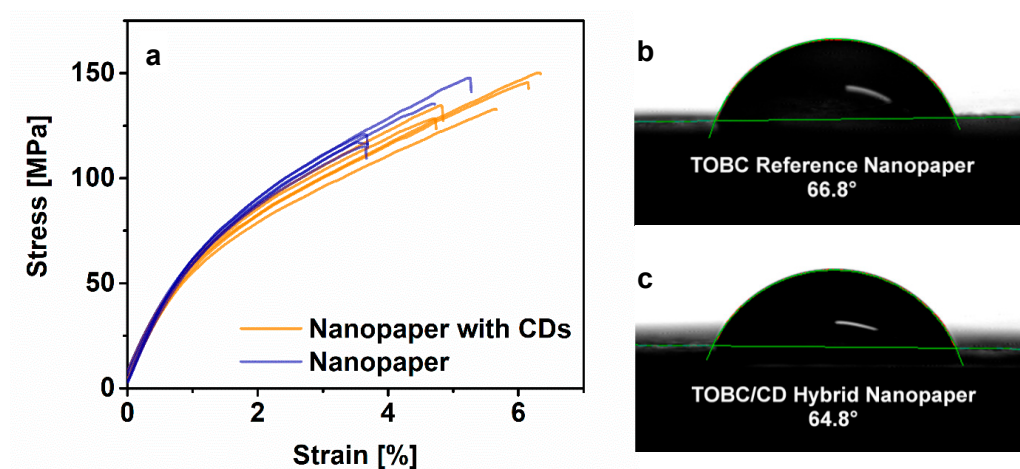 a
Stress [MPa]
150
100
50
0
0
2
4
6
Strain [%]
Nanopaper with CDs
Nanopaper
b
TOBC Reference Nanopaper
66.8°
c
TOBC/CD Hybrid Nanopaper
64.8°